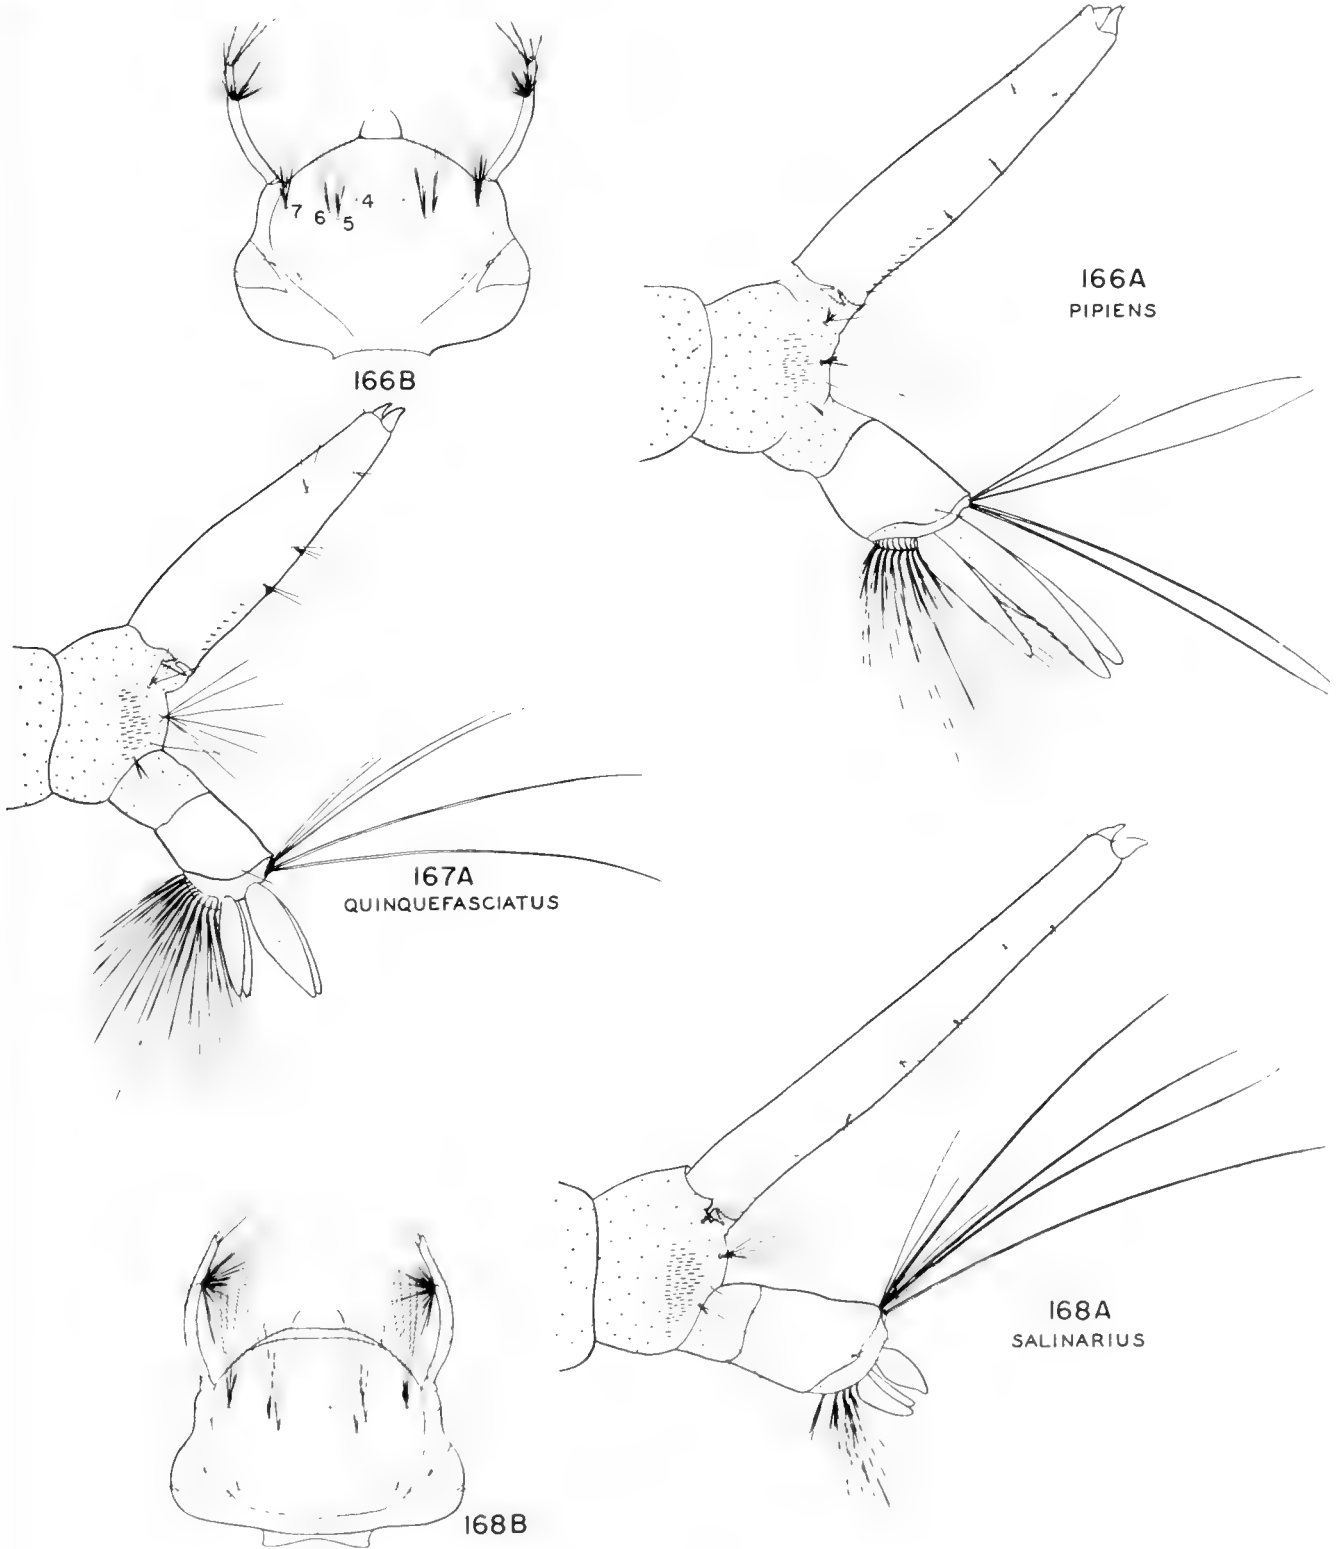 7 6 5 4
166B
166A
PIPIENS
167A
QUINQUEFASCIATUS
168A
SALINARIUS
168B